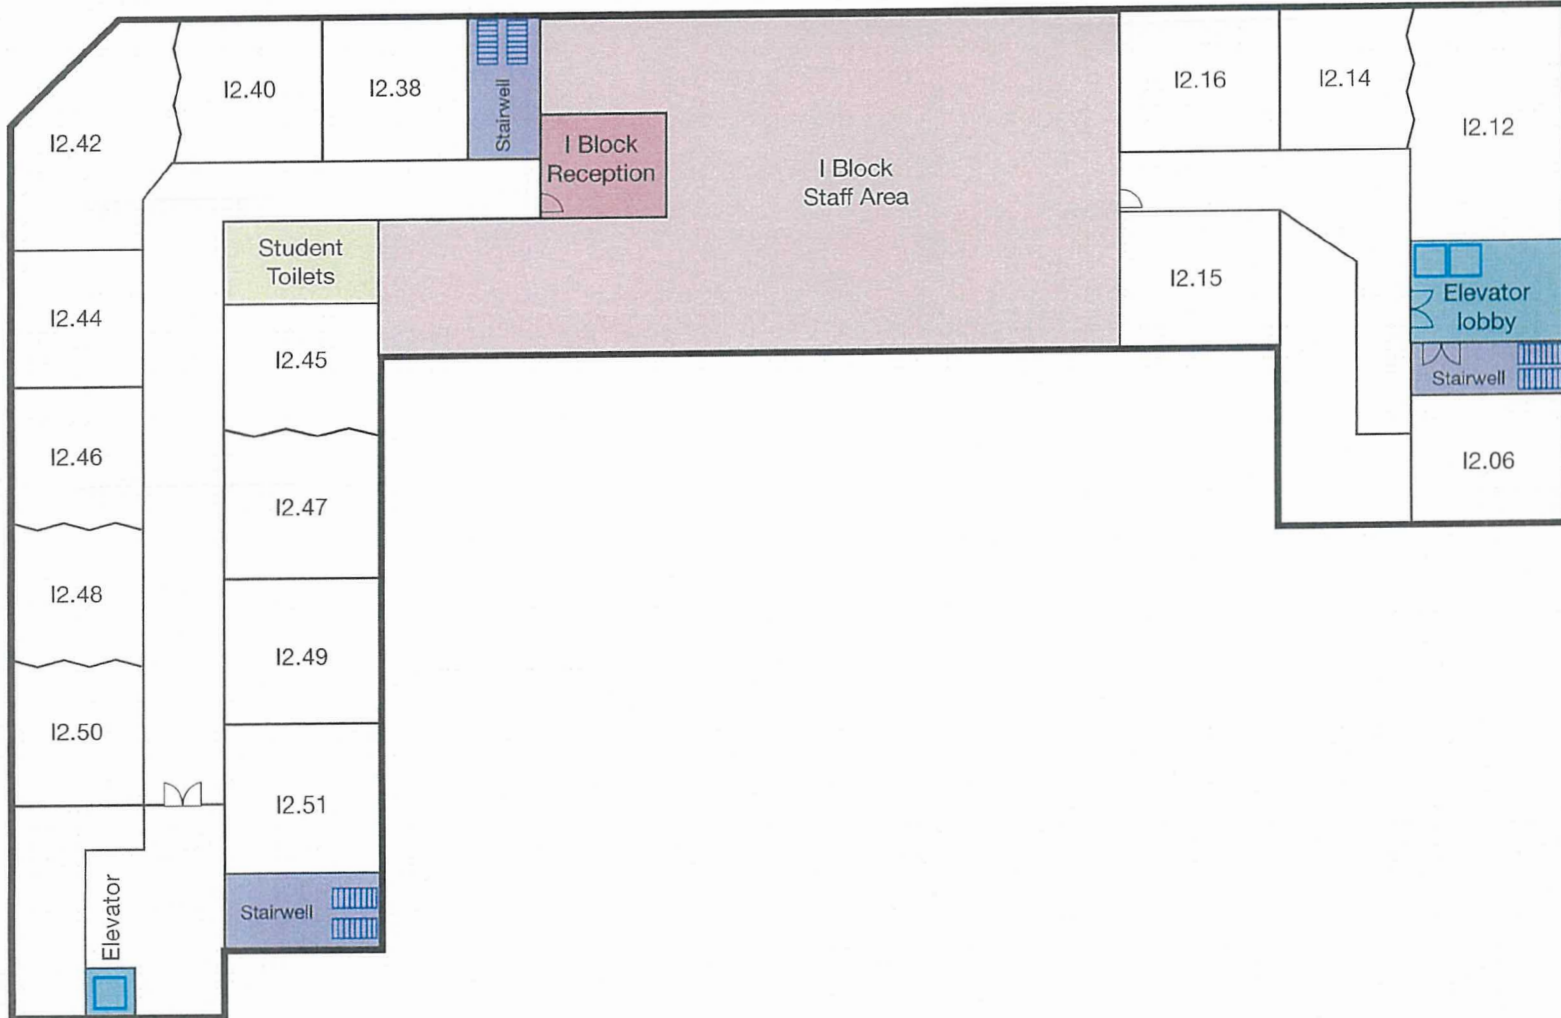 I2.40
I2.38
Stairwell
I2.42
I Block
Reception
I Block
Staff Area
I2.16
I2.14
I2.12
Student
Toilets
I2.15
Elevator
lobby
Stairwell
I2.44
I2.45
I2.46
I2.06
I2.47
I2.48
I2.49
I2.50
I2.51
Elevator
Stairwell